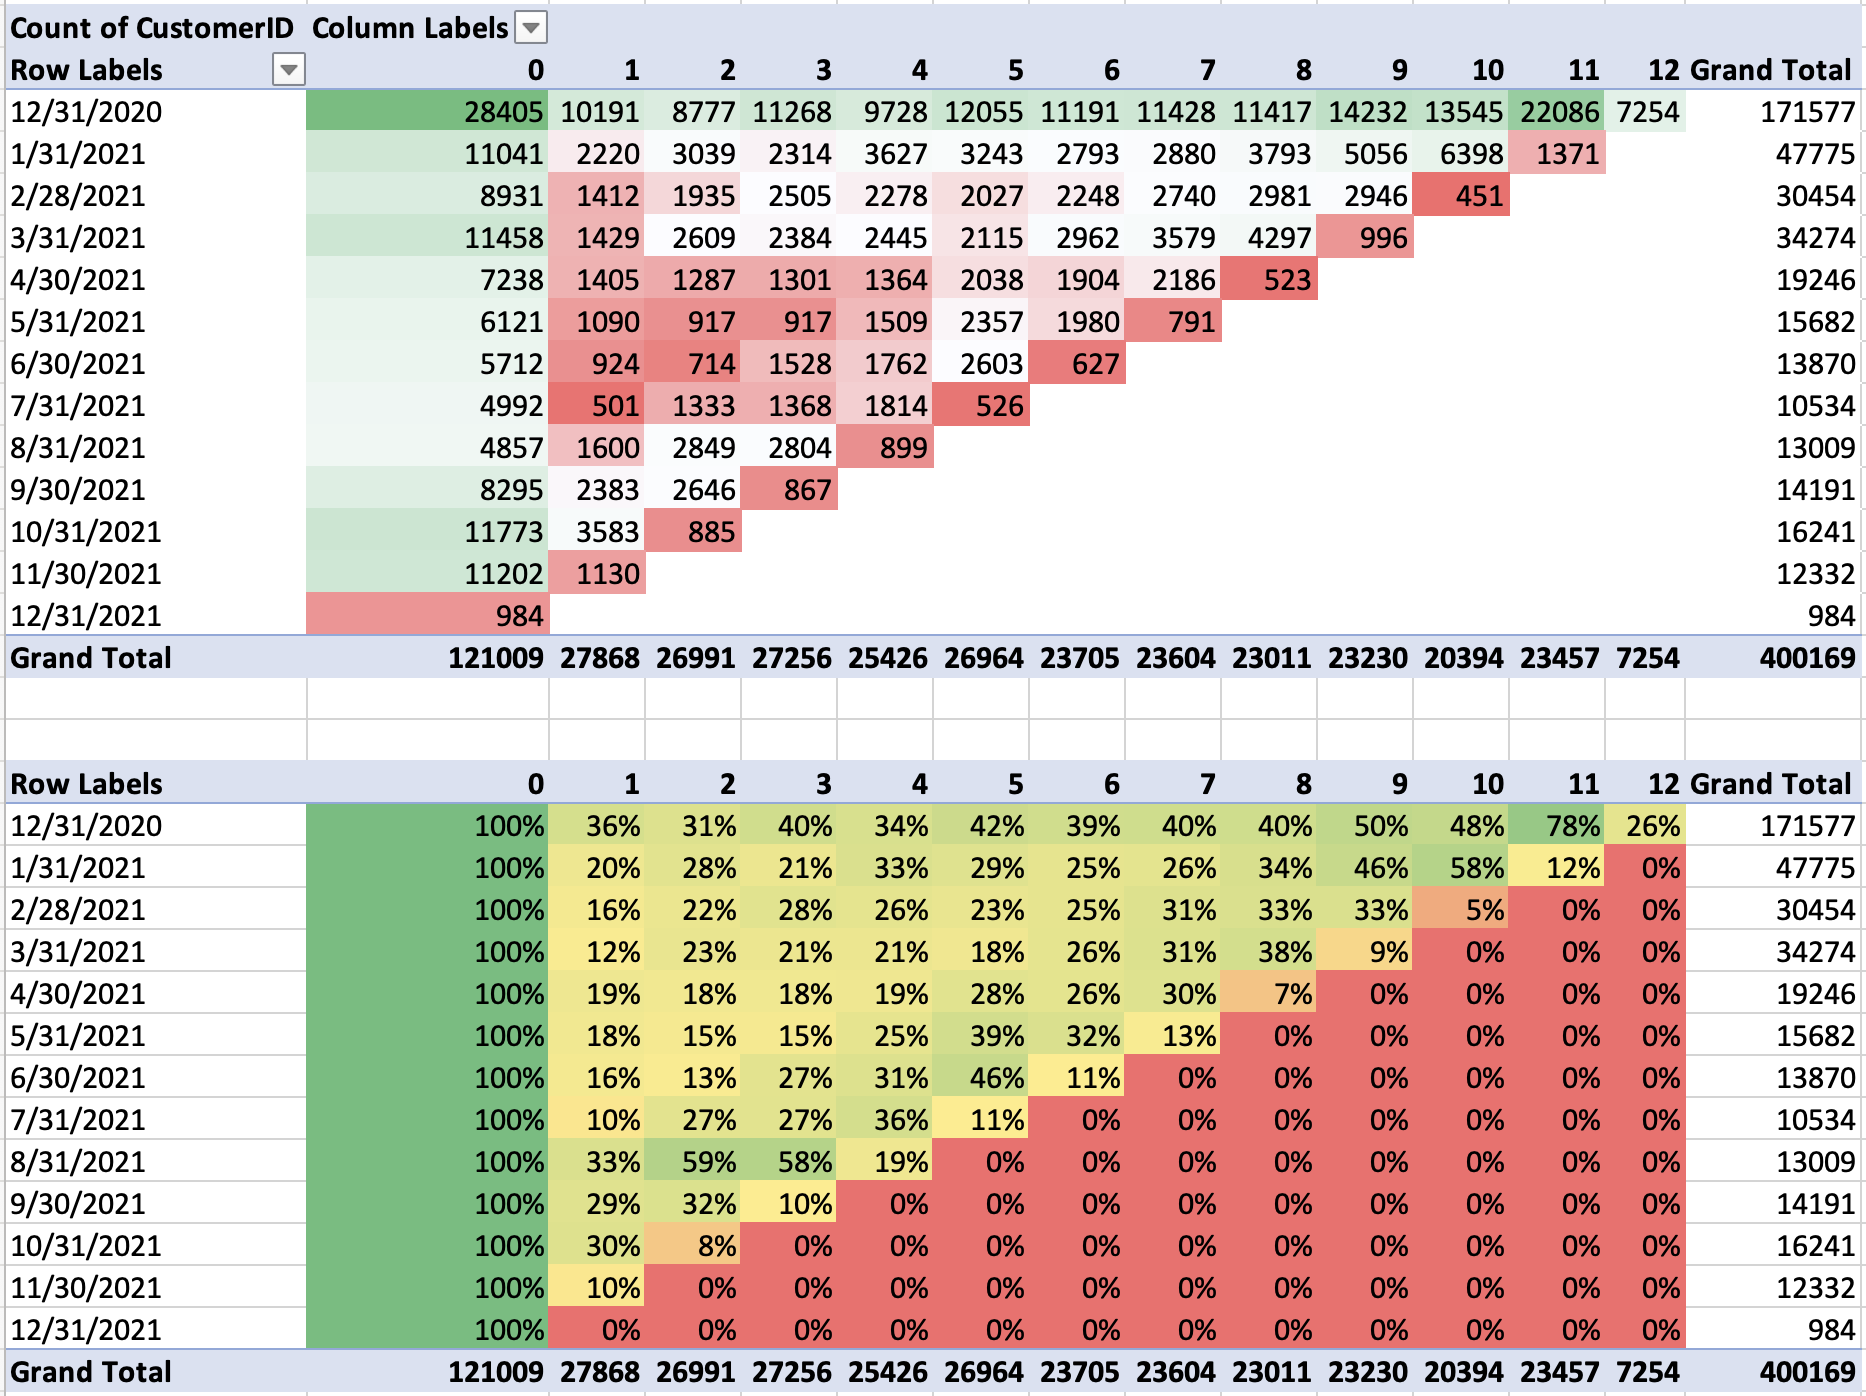 Count of CustomerID Column Labels
Row Labels 0 1 2 3 4 5 6 7 8 9 10 11 12 Grand Total
12/31/2020 28405 10191 8777 11268 9728 12055 11191 11428 11417 14232 13545 22086 7254 171577
1/31/2021 11041 2220 3039 2314 3627 3243 2793 2880 3793 5056 6398 1371 47775
2/28/2021 8931 1412 1935 2505 2278 2027 2248 2740 2981 2946 451 30454
3/31/2021 11458 1429 2609 2384 2445 2115 2962 3579 4297 996 34274
4/30/2021 7238 1405 1287 1301 1364 2038 1904 2186 523 19246
5/31/2021 6121 1090 917 917 1509 2357 1980 791 15682
6/30/2021 5712 924 714 1528 1762 2603 627 13870
7/31/2021 4992 501 1333 1368 1814 526 10534
8/31/2021 4857 1600 2849 2804 899 13009
9/30/2021 8295 2383 2646 867 14191
10/31/2021 11773 3583 885 16241
11/30/2021 11202 1130 12332
12/31/2021 984 984
Grand Total 121009 27868 26991 27256 25426 26964 23705 23604 23011 23230 20394 23457 7254 400169
Row Labels 0 1 2 3 4 5 6 7 8 9 10 11 12 Grand Total
12/31/2020 100% 36% 31% 40% 34% 42% 39% 40% 40% 50% 48% 78% 26% 171577
1/31/2021 100% 20% 28% 21% 33% 29% 25% 26% 34% 46% 58% 12% 0% 47775
2/28/2021 100% 16% 22% 28% 26% 23% 25% 31% 33% 33% 5% 0% 0% 30454
3/31/2021 100% 12% 23% 21% 21% 18% 26% 31% 38% 9% 0% 0% 0% 34274
4/30/2021 100% 19% 18% 18% 19% 28% 26% 30% 7% 0% 0% 0% 0% 19246
5/31/2021 100% 18% 15% 15% 25% 39% 32% 13% 0% 0% 0% 0% 0% 15682
6/30/2021 100% 16% 13% 27% 31% 46% 11% 0% 0% 0% 0% 0% 0% 13870
7/31/2021 100% 10% 27% 27% 36% 11% 0% 0% 0% 0% 0% 0% 0% 10534
8/31/2021 100% 33% 59% 58% 19% 0% 0% 0% 0% 0% 0% 0% 0% 13009
9/30/2021 100% 29% 32% 10% 0% 0% 0% 0% 0% 0% 0% 0% 0% 14191
10/31/2021 100% 30% 8% 0% 0% 0% 0% 0% 0% 0% 0% 0% 0% 16241
11/30/2021 100% 10% 0% 0% 0% 0% 0% 0% 0% 0% 0% 0% 0% 12332
12/31/2021 100% 0% 0% 0% 0% 0% 0% 0% 0% 0% 0% 0% 0% 984
Grand Total 121009 27868 26991 27256 25426 26964 23705 23604 23011 23230 20394 23457 7254 400169